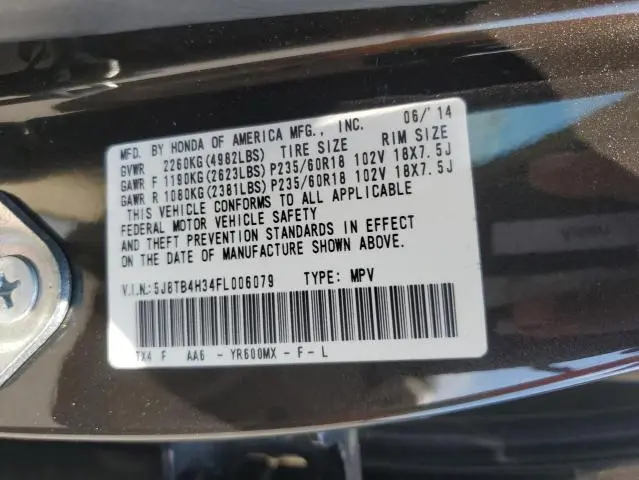 MFD. BY HONDA OF AMERICA MFG., INC. 06/'14
GVWR 2260KG(4982LBS) TIRE SIZE RIM SIZE
GAWR F 1190KG(2623LBS) P235/60R18 102V 18X7.5J
GAWR R 1080KG(2381LBS) P235/60R18 102V 18X7.5J
THIS VEHICLE CONFORMS TO ALL APPLICABLE
FEDERAL MOTOR VEHICLE SAFETY
AND THEFT PREVENTION STANDARDS IN EFFECT
ON THE DATE OF MANUFACTURE SHOWN ABOVE.
V.I.N.:5J8TB4H34FL006079 TYPE: MPV
TX4 F AA6 - YR600MX - F - L